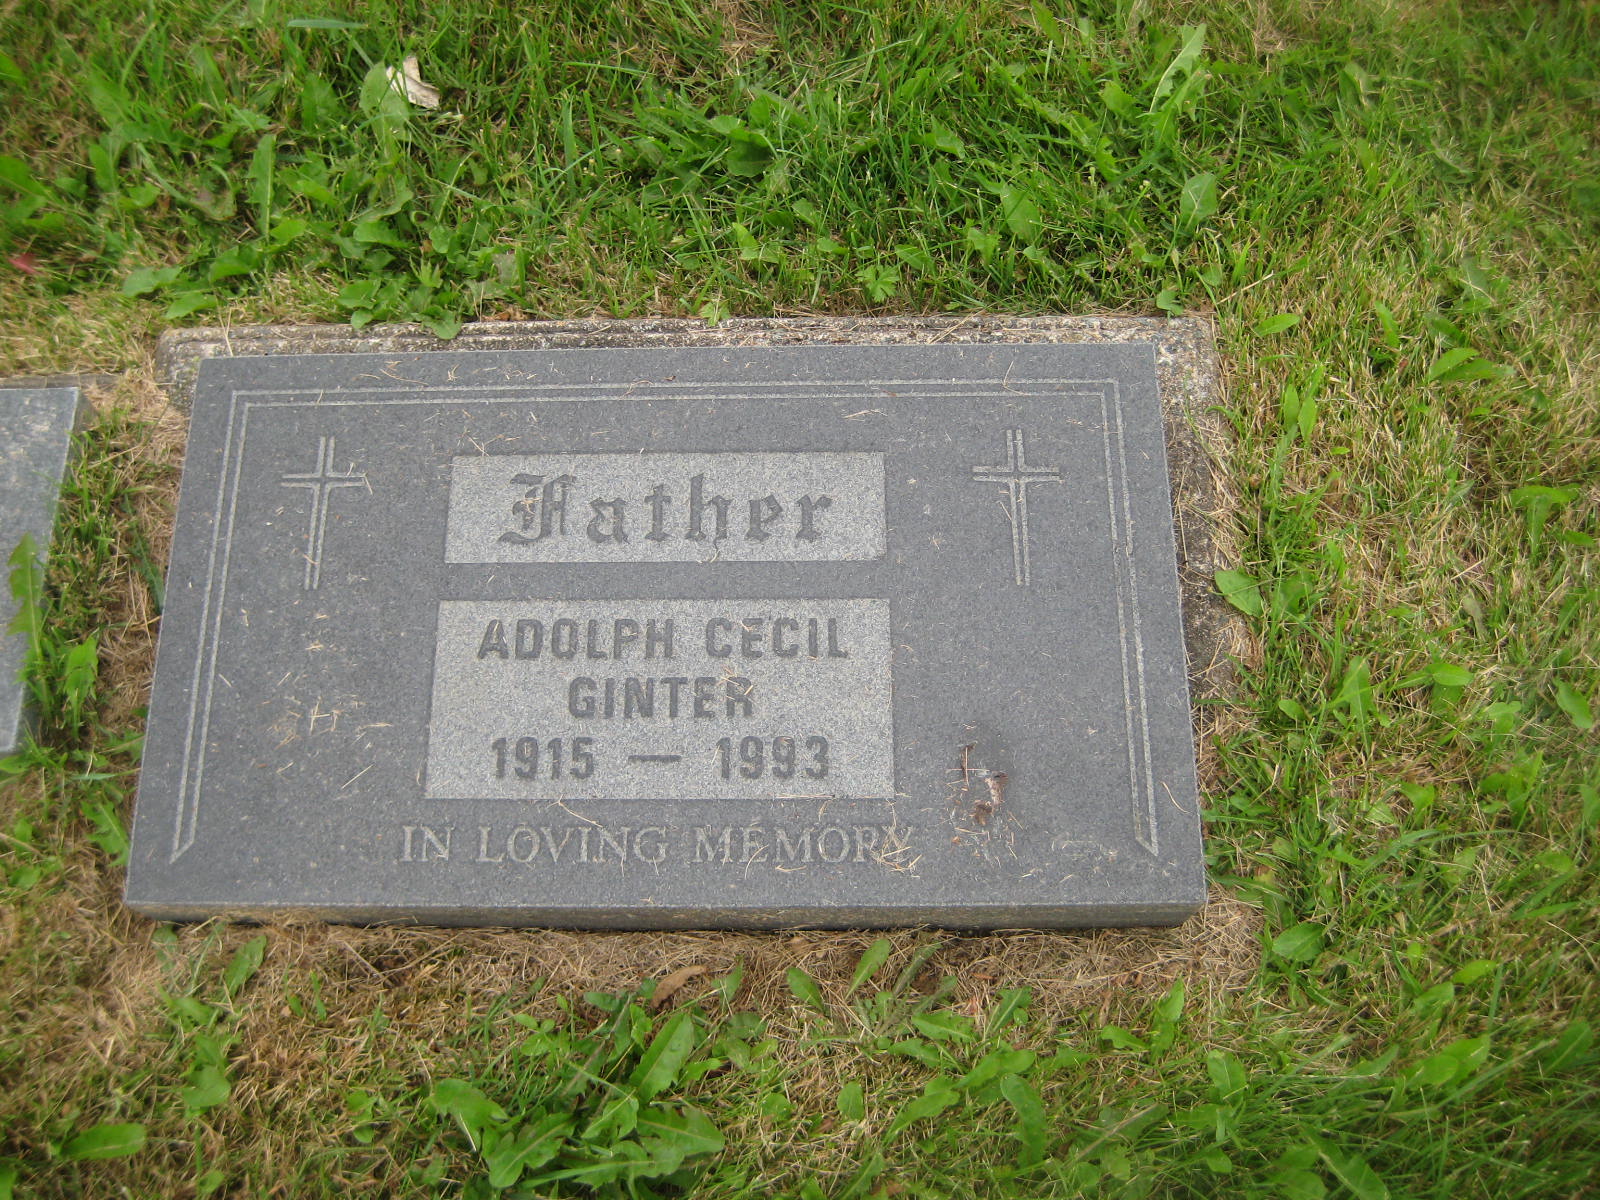 Father
ADOLPH CECIL
GINTER
1915 — 1993
IN LOVING MEMORY